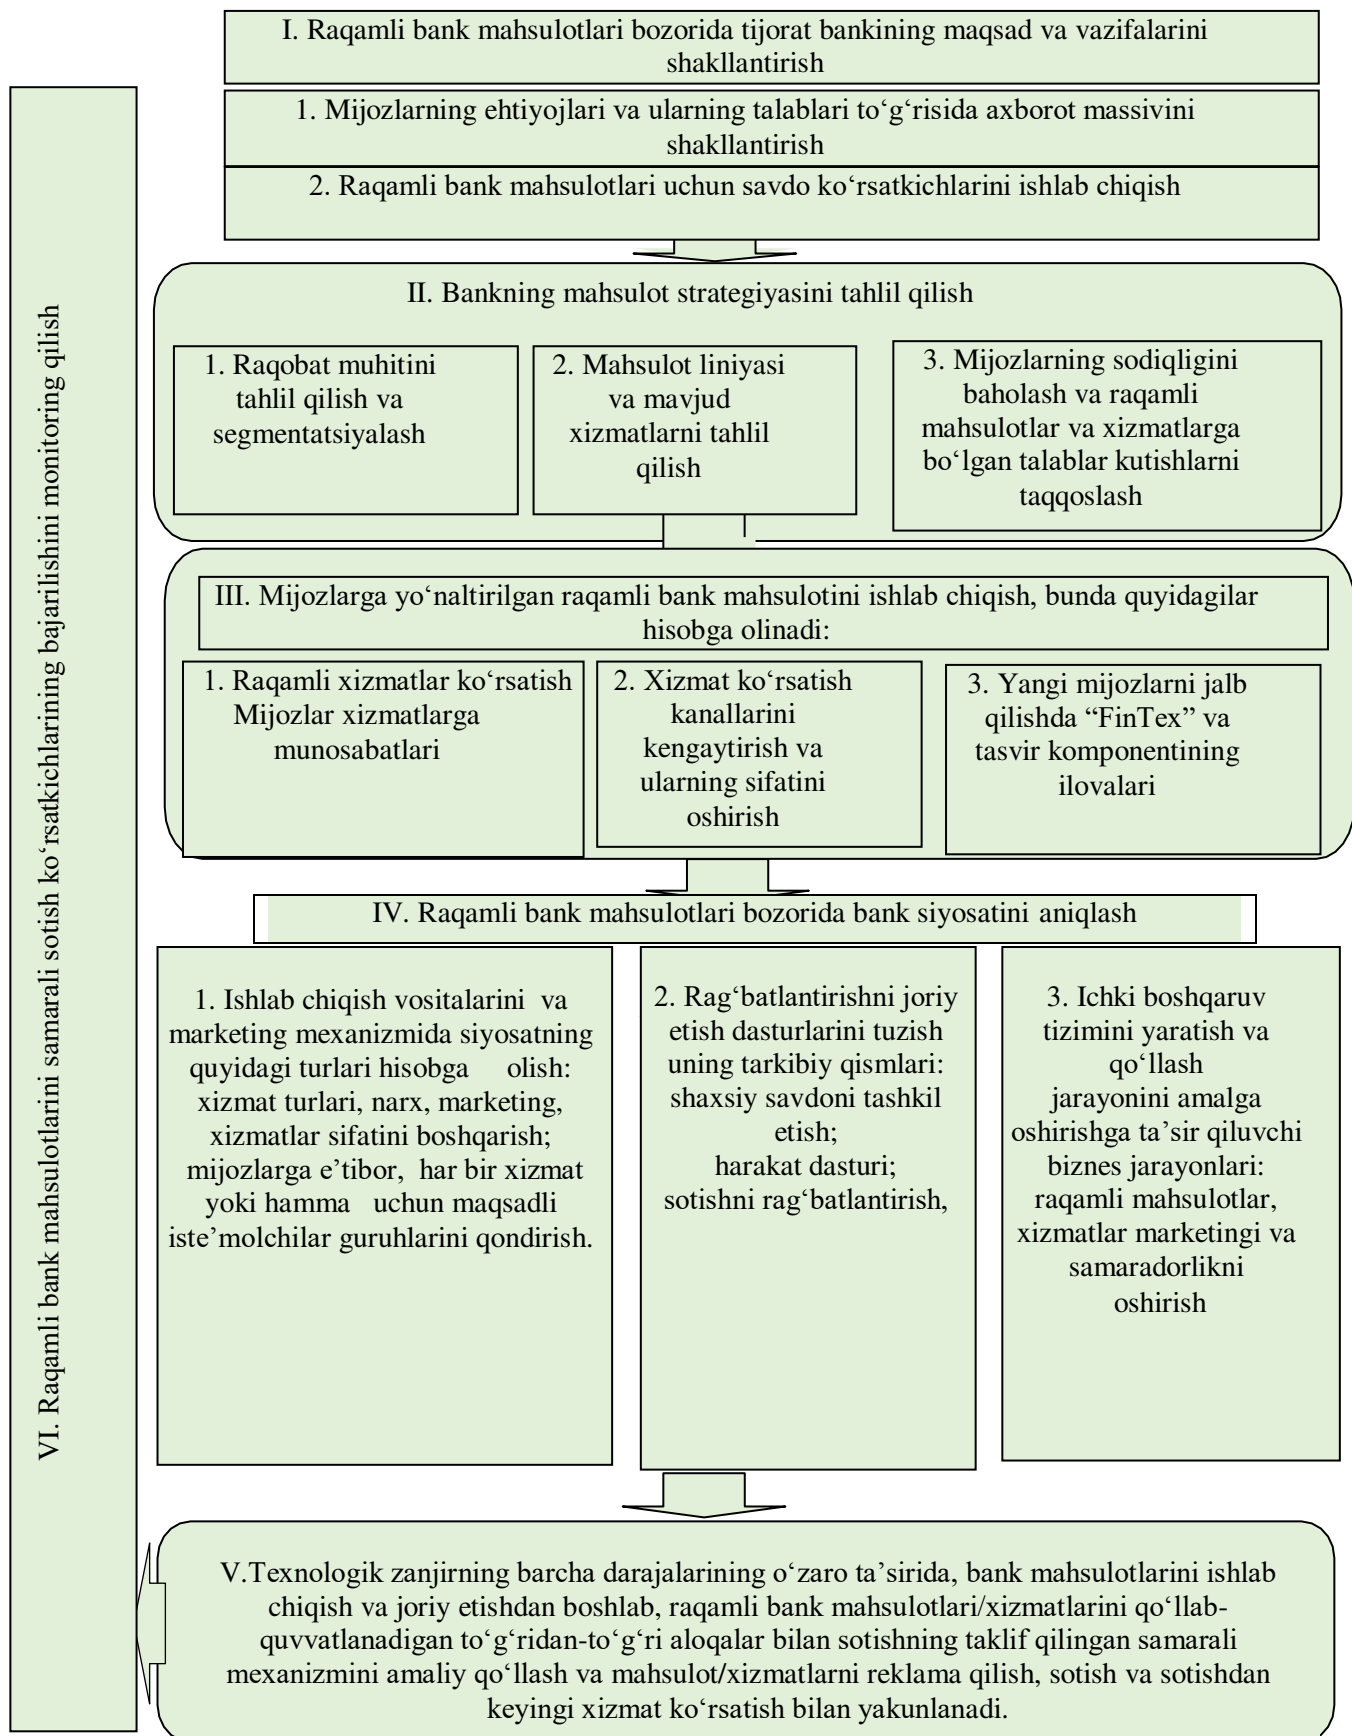 I. Raqamli bank mahsulotlari bozorida tijorat bankining maqsad va vazifalarini
shakllantirish
1. Mijozlarning ehtiyojlari va ularning talablari to‘g‘risida axborot massivini
shakllantirish
2. Raqamli bank mahsulotlari uchun savdo ko‘rsatkichlarini ishlab chiqish
II. Bankning mahsulot strategiyasini tahlil qilish
1. Raqobat muhitini
tahlil qilish va
segmentatsiyalash
2. Mahsulot liniyasi
va mavjud
xizmatlarni tahlil
qilish
3. Mijozlarning sodiqligini
baholash va raqamli
mahsulotlar va xizmatlarga
bo‘lgan talablar kutishlarni
taqqoslash
III. Mijozlarga yo‘naltirilgan raqamli bank mahsulotini ishlab chiqish, bunda quyidagilar
hisobga olinadi:
1. Raqamli xizmatlar ko‘rsatish
Mijozlar xizmatlarga
munosabatlari
2. Xizmat ko‘rsatish
kanallarini
kengaytirish va
ularning sifatini
oshirish
3. Yangi mijozlarni jalb
qilishda “FinTex” va
tasvir komponentining
ilovalari
IV. Raqamli bank mahsulotlari bozorida bank siyosatini aniqlash
1. Ishlab chiqish vositalarini va
marketing mexanizmida siyosatning
quyidagi turlari hisobga olish:
xizmat turlari, narx, marketing,
xizmatlar sifatini boshqarish;
mijozlarga e’tibor, har bir xizmat
yoki hamma uchun maqsadli
iste’molchilar guruhlarini qondirish.
2. Rag‘batlantirishni joriy
etish dasturlarini tuzish
uning tarkibiy qismlari:
shaxsiy savdoni tashkil
etish;
harakat dasturi;
sotishni rag‘batlantirish,
3. Ichki boshqaruv
tizimini yaratish va
qo‘llash
jarayonini amalga
oshirishga ta’sir qiluvchi
biznes jarayonlari:
raqamli mahsulotlar,
xizmatlar marketingi va
samaradorlikni
oshirish
V.Texnologik zanjirning barcha darajalarining o‘zaro ta’sirida, bank mahsulotlarini ishlab
chiqish va joriy etishdan boshlab, raqamli bank mahsulotlari/xizmatlarini qo‘llab-
quvvatlanadigan to‘g‘ridan-to‘g‘ri aloqalar bilan sotishning taklif qilingan samarali
mexanizmini amaliy qo‘llash va mahsulot/xizmatlarni reklama qilish, sotish va sotishdan
keyingi xizmat ko‘rsatish bilan yakunlanadi.
VI. Raqamli bank mahsulotlarini samarali sotish ko‘rsatkichlarining bajarilishini monitoring qilish